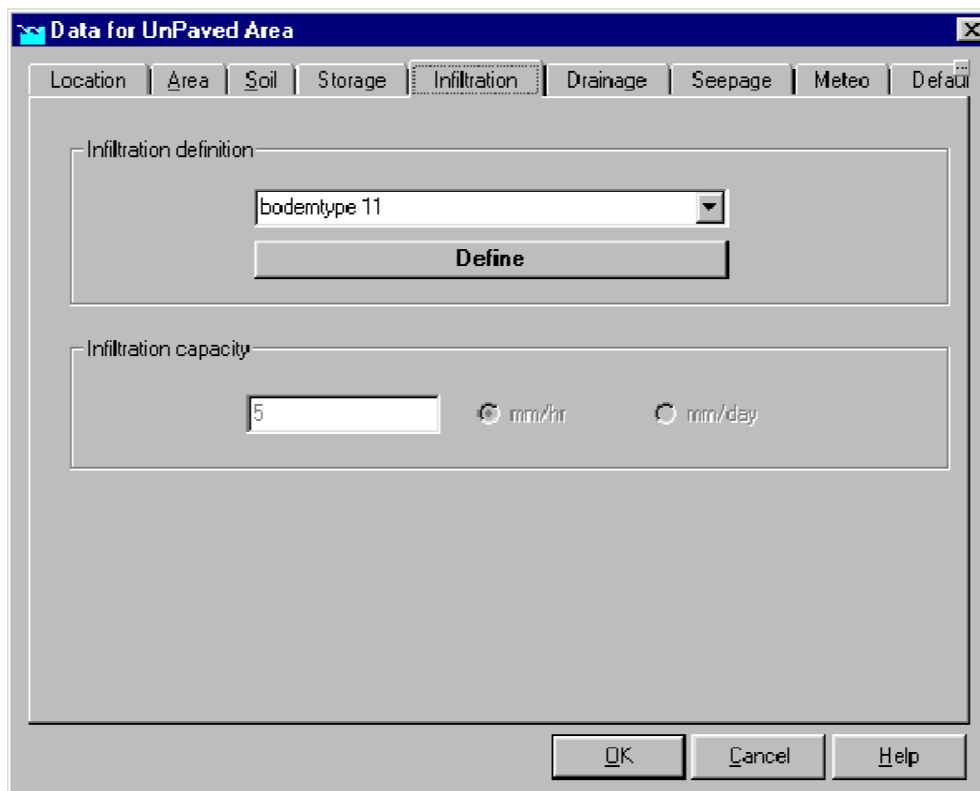 Data for UnPaved Area
Location Area Soil Storage Infiltration Drainage Seepage Meteo Defaul
Infiltration definition
bodemtype 11
Define
Infiltration capacity
5 mm/hr mm/day
OK Cancel Help